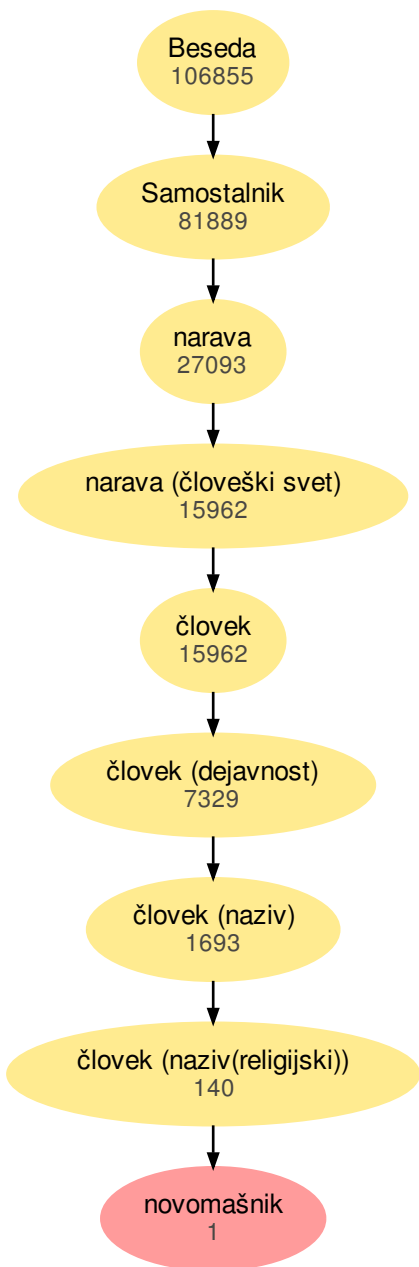 Beseda
106855
Samostalnik
81889
narava
27093
narava (človeški svet)
15962
človek
15962
človek (dejavnost)
7329
človek (naziv)
1693
človek (naziv(religijski))
140
novomašnik
1